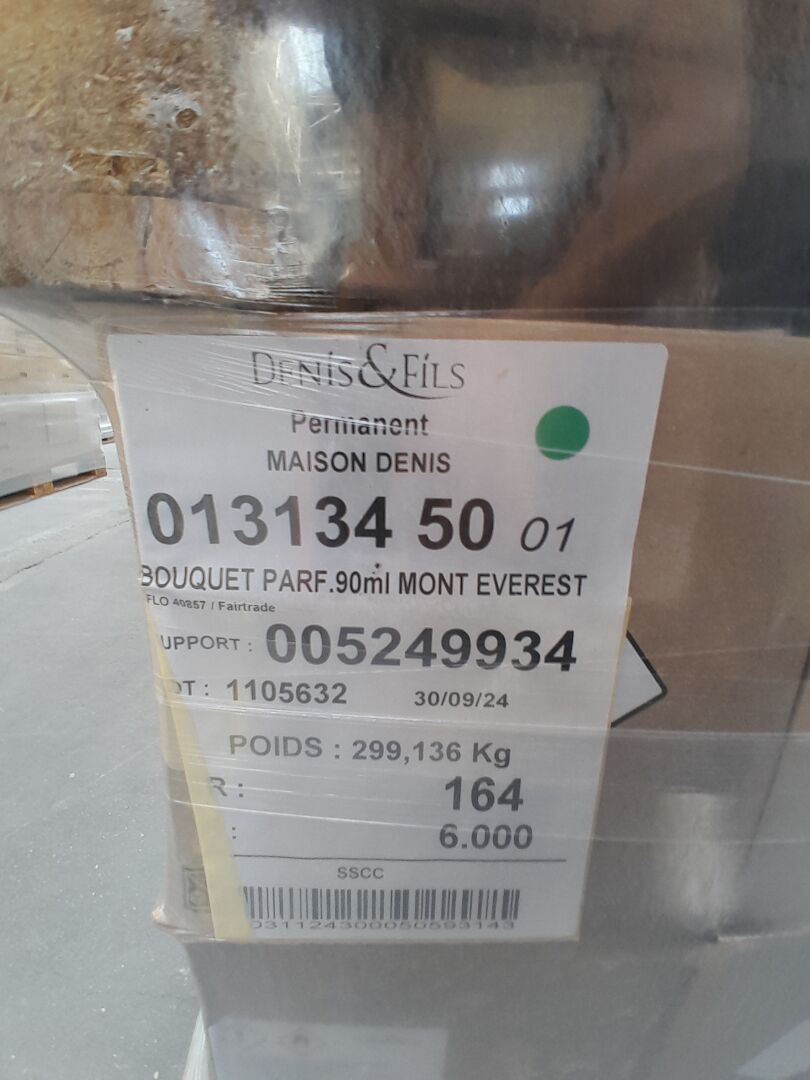 DENIS & FILS
Permanent
MAISON DENIS
013134 50 01
BOUQUET PARF.90ml MONT EVEREST
FLO 40857 / Fairtrade
UPPORT : 005249934
OT : 1105632 30/09/24
POIDS : 299,136 Kg
R : 164
: 6.000
SSCC
0311243000050593143